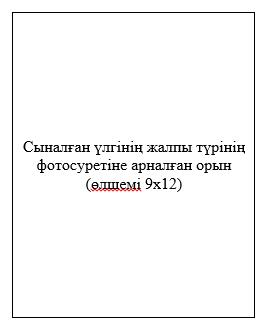 Сыналған үлгінің жалпы түрінің
фотосуретіне арналған орын
(өлшемі 9х12)